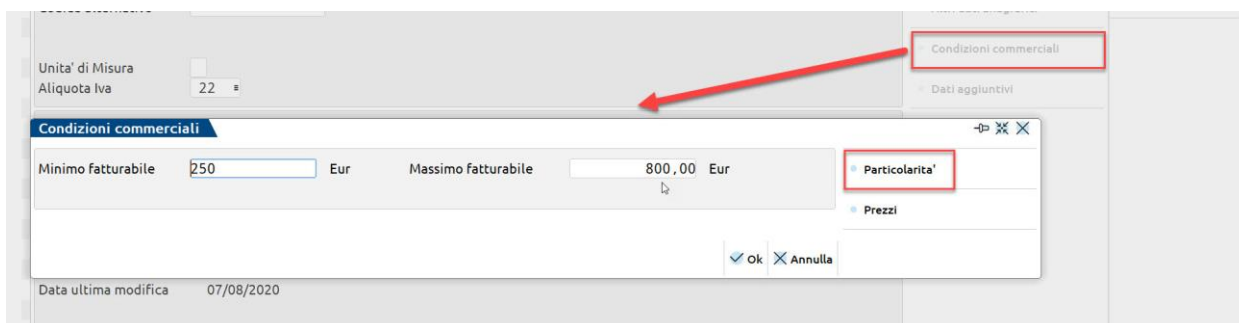 Condizioni commerciali
Unita' di Misura
Aliquota Iva 22
Dati aggiuntivi
Condizioni commerciali
Minimo fatturabile 250 Eur Massimo fatturabile 800,00 Eur
Particolarita'
Prezzi
Ok Annulla
Data ultima modifica 07/08/2020